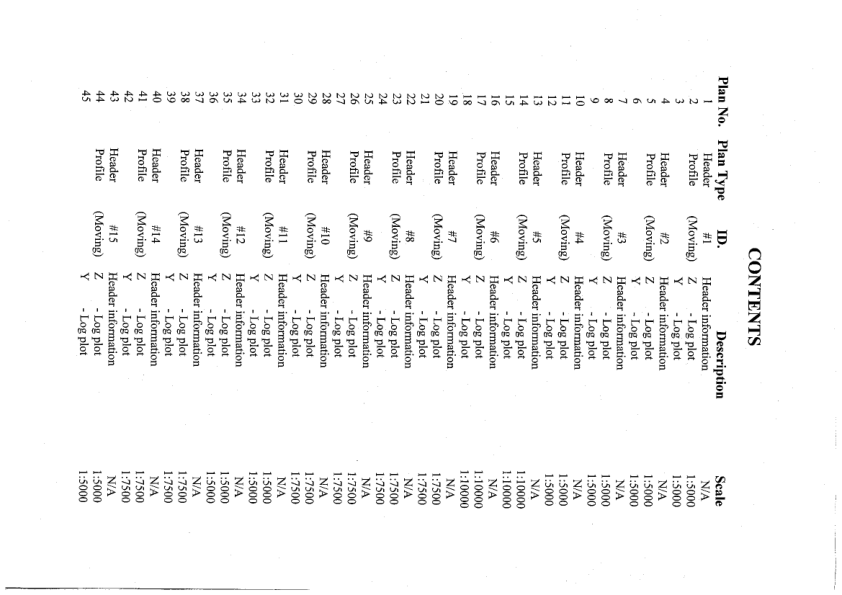 CONTENTS
Plan No. Plan Type ID. Description Scale
1 Header #1 Header information N/A
2 Profile (Moving) Z - Log plot 1:5000
3 Y - Log plot 1:5000
4 Header #2 Header information N/A
5 Profile (Moving) Z - Log plot 1:5000
6 Y - Log plot 1:5000
7 Header #3 Header information N/A
8 Profile (Moving) Z - Log plot 1:5000
9 Y - Log plot 1:5000
10 Header #4 Header information N/A
11 Profile (Moving) Z - Log plot 1:5000
12 Y - Log plot 1:5000
13 Header #5 Header information N/A
14 Profile (Moving) Z - Log plot 1:10000
15 Y - Log plot 1:10000
16 Header #6 Header information N/A
17 Profile (Moving) Z - Log plot 1:10000
18 Y - Log plot 1:10000
19 Header #7 Header information N/A
20 Profile (Moving) Z - Log plot 1:7500
21 Y - Log plot 1:7500
22 Header #8 Header information N/A
23 Profile (Moving) Z - Log plot 1:7500
24 Y - Log plot 1:7500
25 Header #9 Header information N/A
26 Profile (Moving) Z - Log plot 1:7500
27 Y - Log plot 1:7500
28 Header #10 Header information N/A
29 Profile (Moving) Z - Log plot 1:7500
30 Y - Log plot 1:7500
31 Header #11 Header information N/A
32 Profile (Moving) Z - Log plot 1:5000
33 Y - Log plot 1:5000
34 Header #12 Header information N/A
35 Profile (Moving) Z - Log plot 1:5000
36 Y - Log plot 1:5000
37 Header #13 Header information N/A
38 Profile (Moving) Z - Log plot 1:7500
39 Y - Log plot 1:7500
40 Header #14 Header information N/A
41 Profile (Moving) Z - Log plot 1:7500
42 Y - Log plot 1:7500
43 Header #15 Header information N/A
44 Profile (Moving) Z - Log plot 1:5000
45 Y - Log plot 1:5000